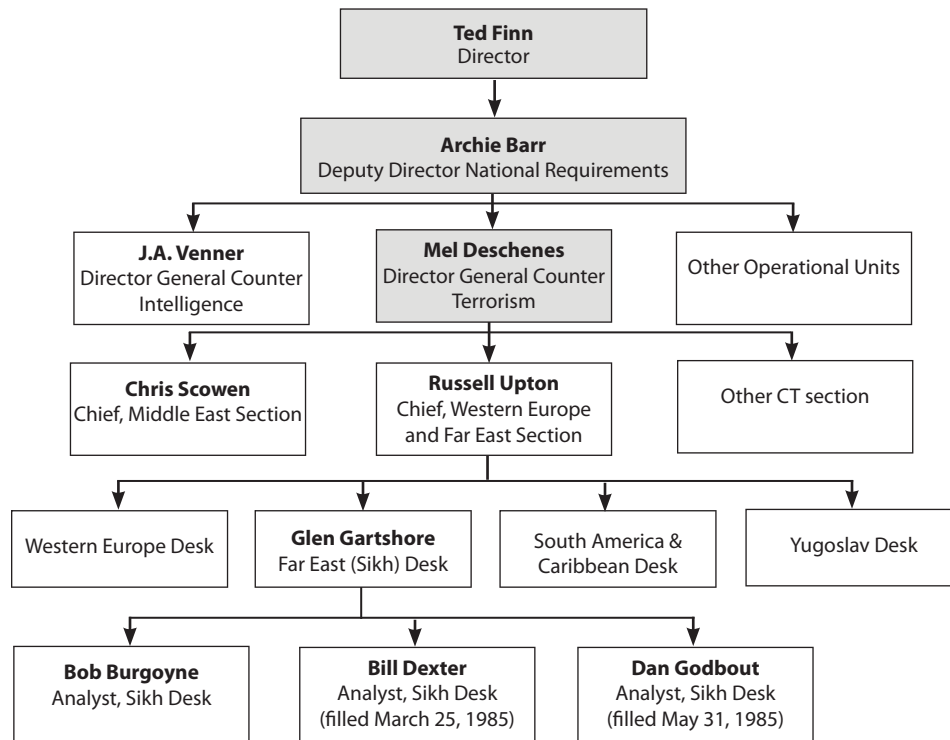 Ted Finn
Director
Archie Barr
Deputy Director National Requirements
J.A. Venner
Director General Counter
Intelligence
Mel Deschenes
Director General Counter
Terrorism
Other Operational Units
Chris Scowen
Chief, Middle East Section
Russell Upton
Chief, Western Europe
and Far East Section
Other CT section
Western Europe Desk
Glen Gartshore
Far East (Sikh) Desk
South America &
Caribbean Desk
Yugoslav Desk
Bob Burgoyne
Analyst, Sikh Desk
Bill Dexter
Analyst, Sikh Desk
(filled March 25, 1985)
Dan Godbout
Analyst, Sikh Desk
(filled May 31, 1985)